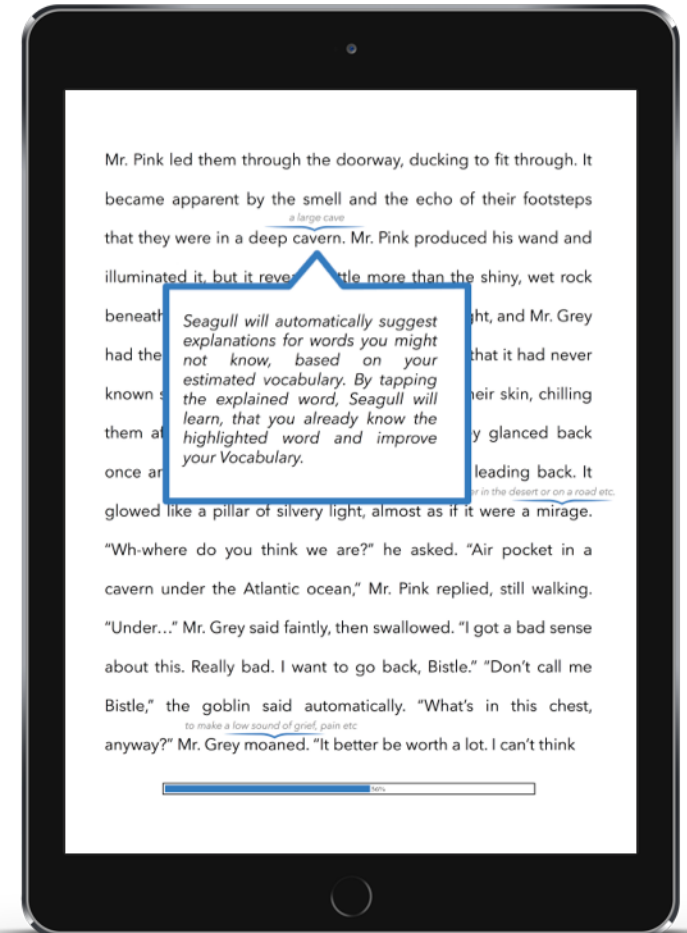 Mr. Pink led them through the doorway, ducking to fit through. It
became apparent by the smell and the echo of their footsteps
a large cave
that they were in a deep cavern. Mr. Pink produced his wand and
illuminated it, but it more than the shiny, wet rock
beneath and Mr. Grey
had the that it had never
known skin, chilling
them glanced back
once leading back. It
Seagull will automatically suggest
explanations for words you might
not know, based on your
estimated vocabulary. By tapping
the explained word, Seagull will
learn, that you already know the
highlighted word and improve
your Vocabulary.
in the desert or on a road etc.
glowed like a pillar of silvery light, almost as if it were a mirage.
“Wh-where do you think we are?” he asked. “Air pocket in a
cavern under the Atlantic ocean,” Mr. Pink replied, still walking.
“Under…” Mr. Grey said faintly, then swallowed. “I got a bad sense
about this. Really bad. I want to go back, Bistle.” “Don’t call me
Bistle,” the goblin said automatically. “What’s in this chest,
to make a low sound of grief, pain etc
anyway?” Mr. Grey moaned. “It better be worth a lot. I can’t think